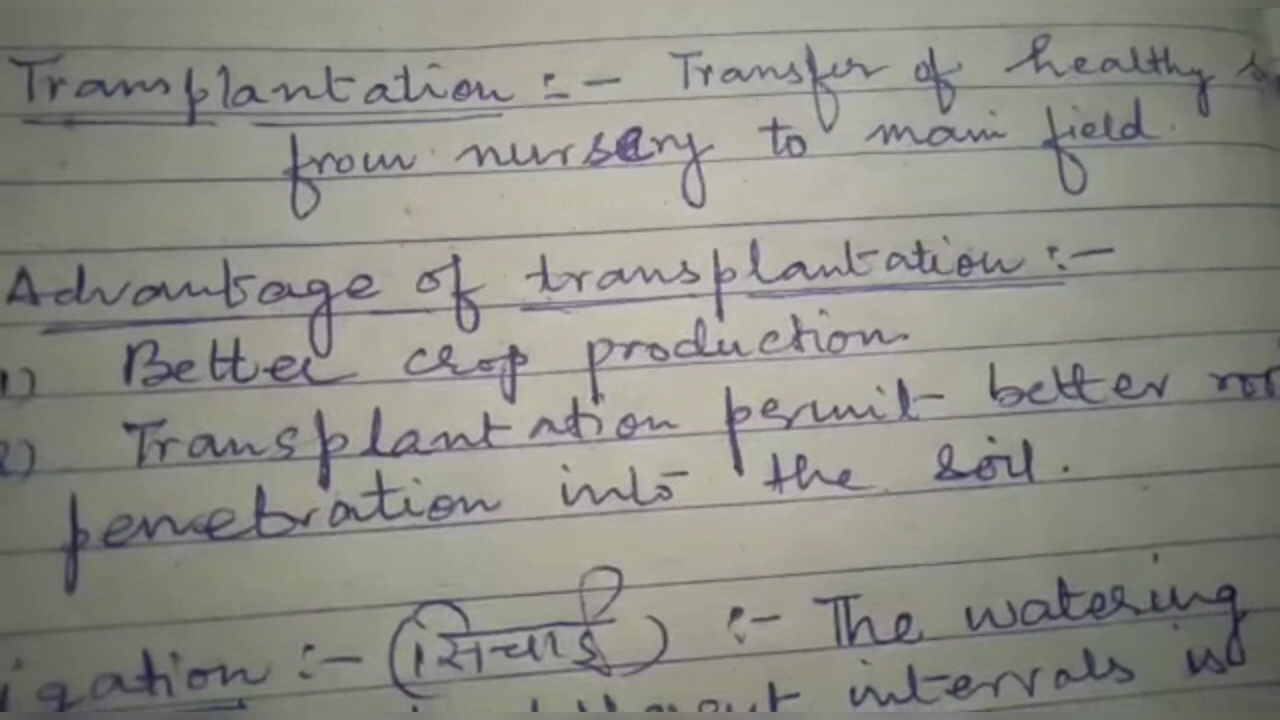 Transplantation :- Transfer of healthy
from nursery to main field.
Advantage of transplantation :-
1) Better crop production.
2) Transplantation permit better
penetration into the soil.
igation :- (सिंचाई) :- The watering
intervals is